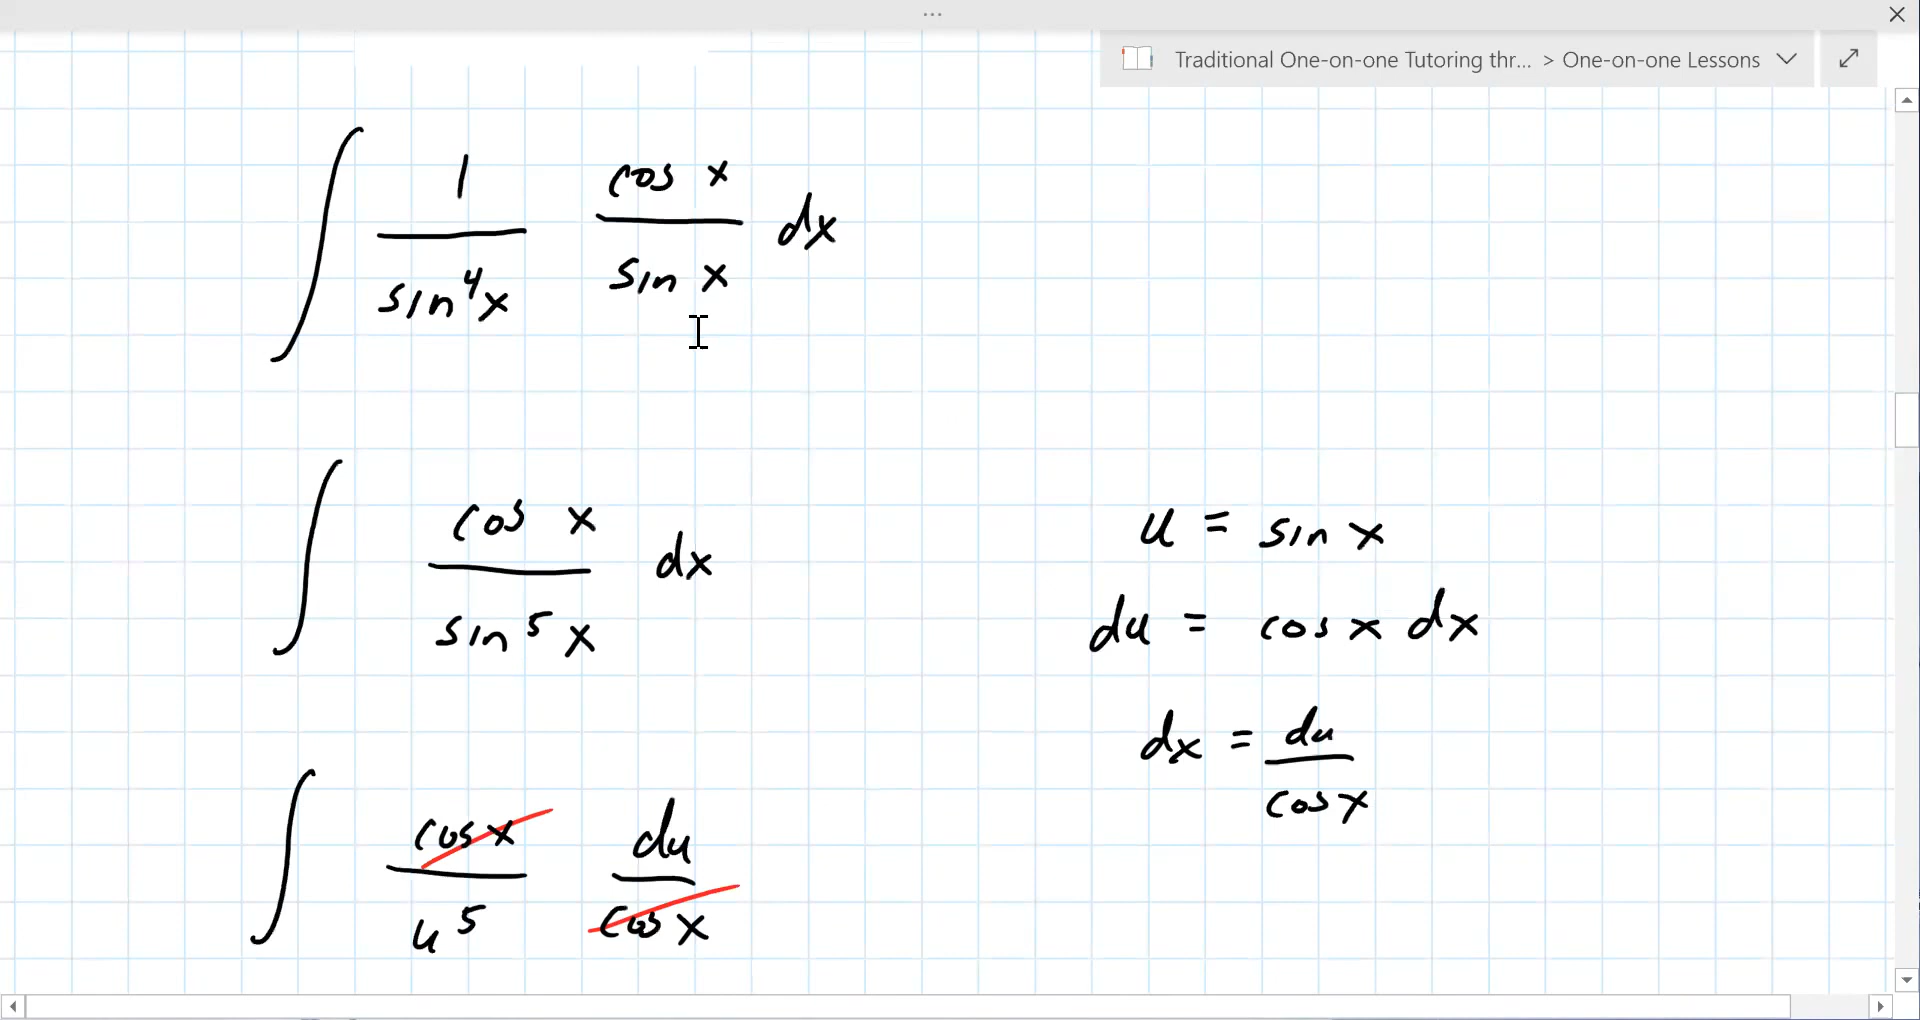 ...
Traditional One-on-one Tutoring thr... > One-on-one Lessons
∫ 1/sin⁴x cos x/sin x dx
∫ cos x/sin⁵x dx
u = sin x
du = cos x dx
dx = du/cos x
∫ cos x/u⁵ du/cos x